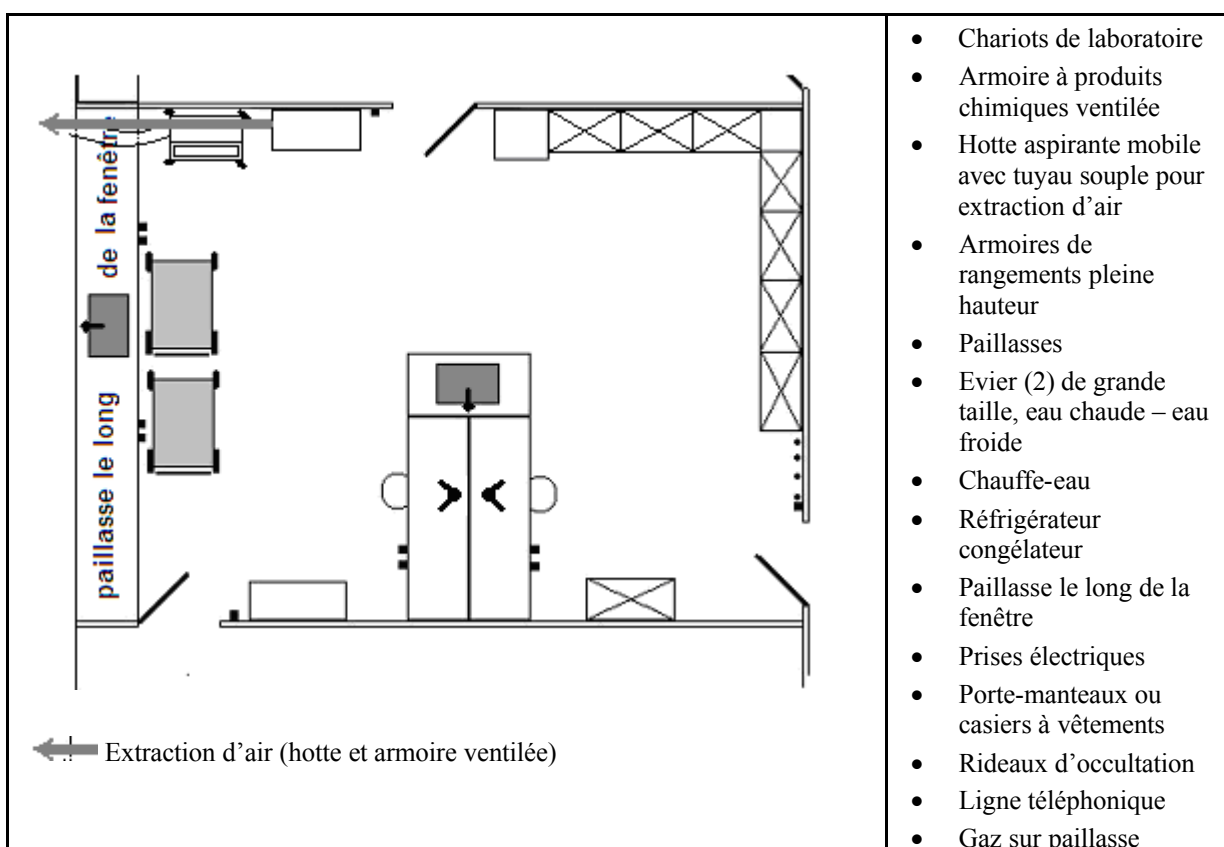 paillasse le long de la fenêtre
Extraction d’air (hotte et armoire ventilée)
• Chariots de laboratoire
• Armoire à produits
chimiques ventilée
• Hotte aspirante mobile
avec tuyau souple pour
extraction d’air
• Armoires de
rangements pleine
hauteur
• Paillasses
• Evier (2) de grande
taille, eau chaude – eau
froide
• Chauffe-eau
• Réfrigérateur
congélateur
• Paillasse le long de la
fenêtre
• Prises électriques
• Porte-manteaux ou
casiers à vêtements
• Rideaux d’occultation
• Ligne téléphonique
• Gaz sur paillasse